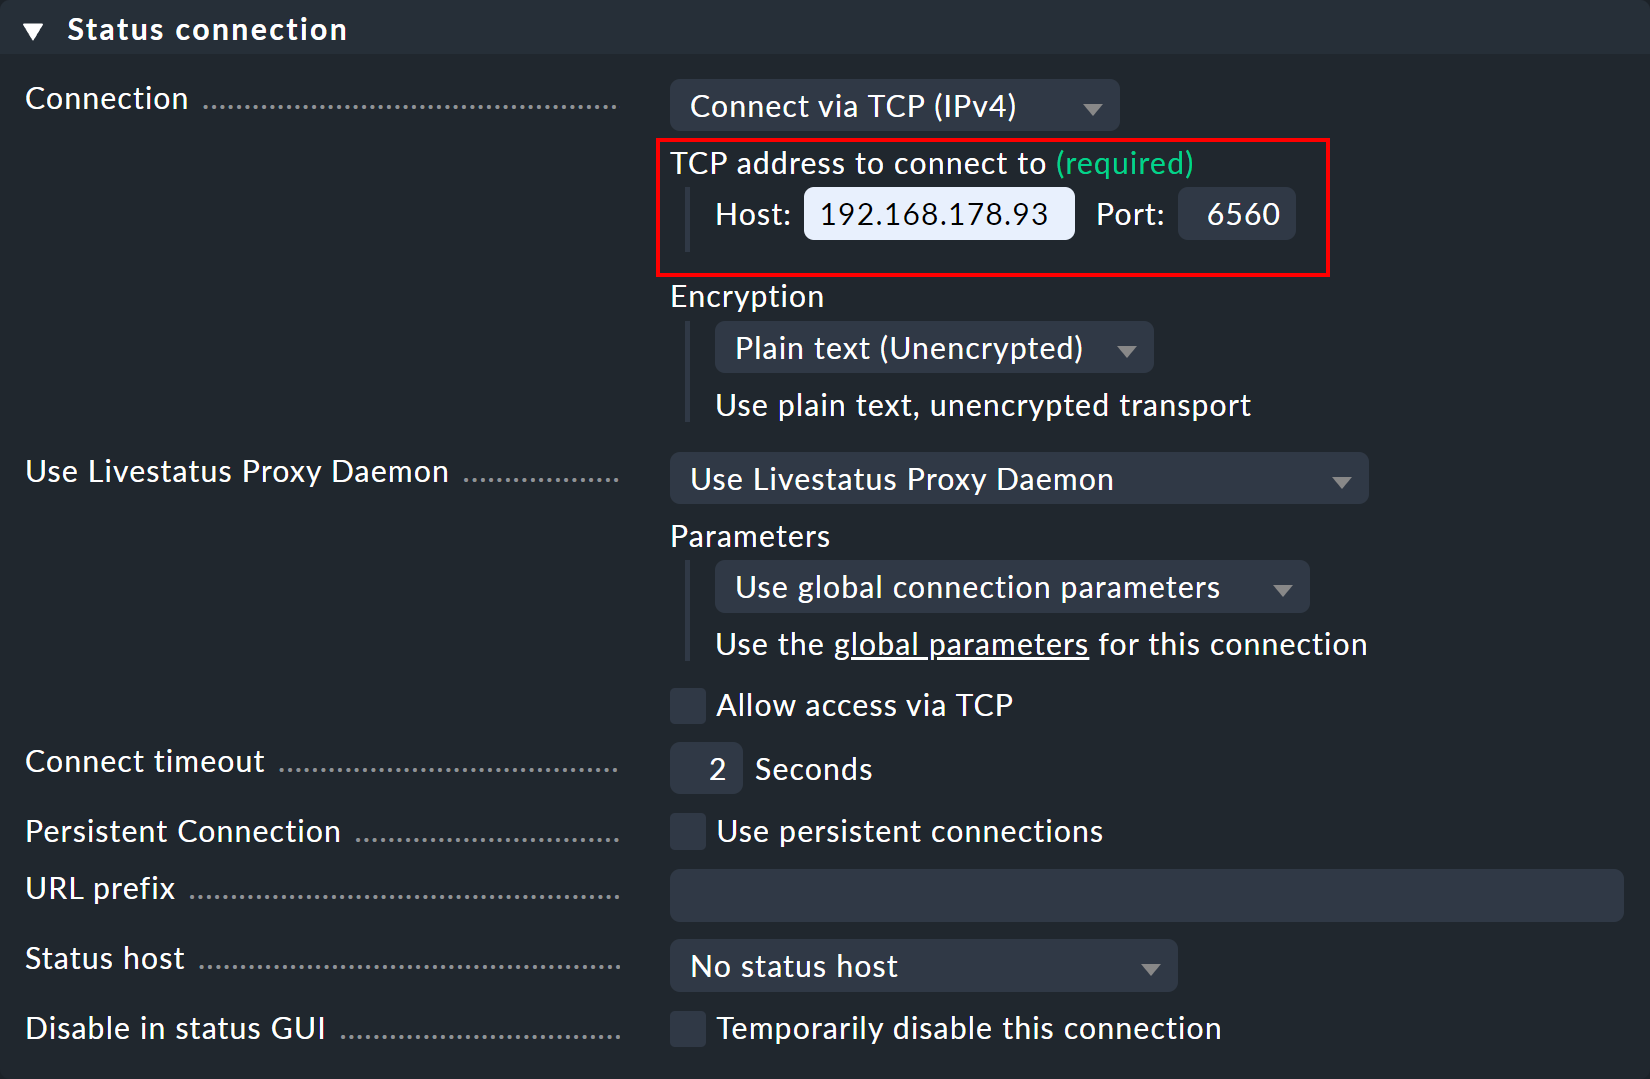 Status connection
Connection
Connect via TCP (IPv4)
TCP address to connect to (required)
Host: 192.168.178.93 Port: 6560
Encryption
Plain text (Unencrypted)
Use plain text, unencrypted transport
Use Livestatus Proxy Daemon
Use Livestatus Proxy Daemon
Parameters
Use global connection parameters
Use the global parameters for this connection
Allow access via TCP
Connect timeout
2 Seconds
Persistent Connection
Use persistent connections
URL prefix
Status host
No status host
Disable in status GUI
Temporarily disable this connection